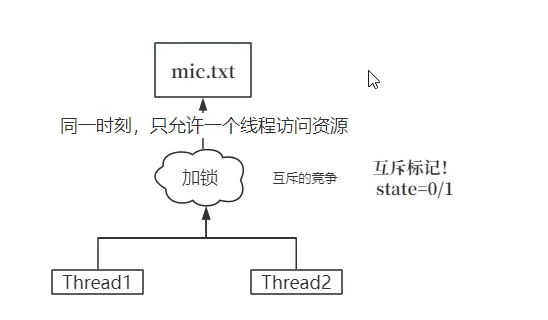 mic.txt
同一时刻，只允许一个线程访问资源
加锁
互斥的竞争
互斥标记！
state=0/1
Thread1
Thread2